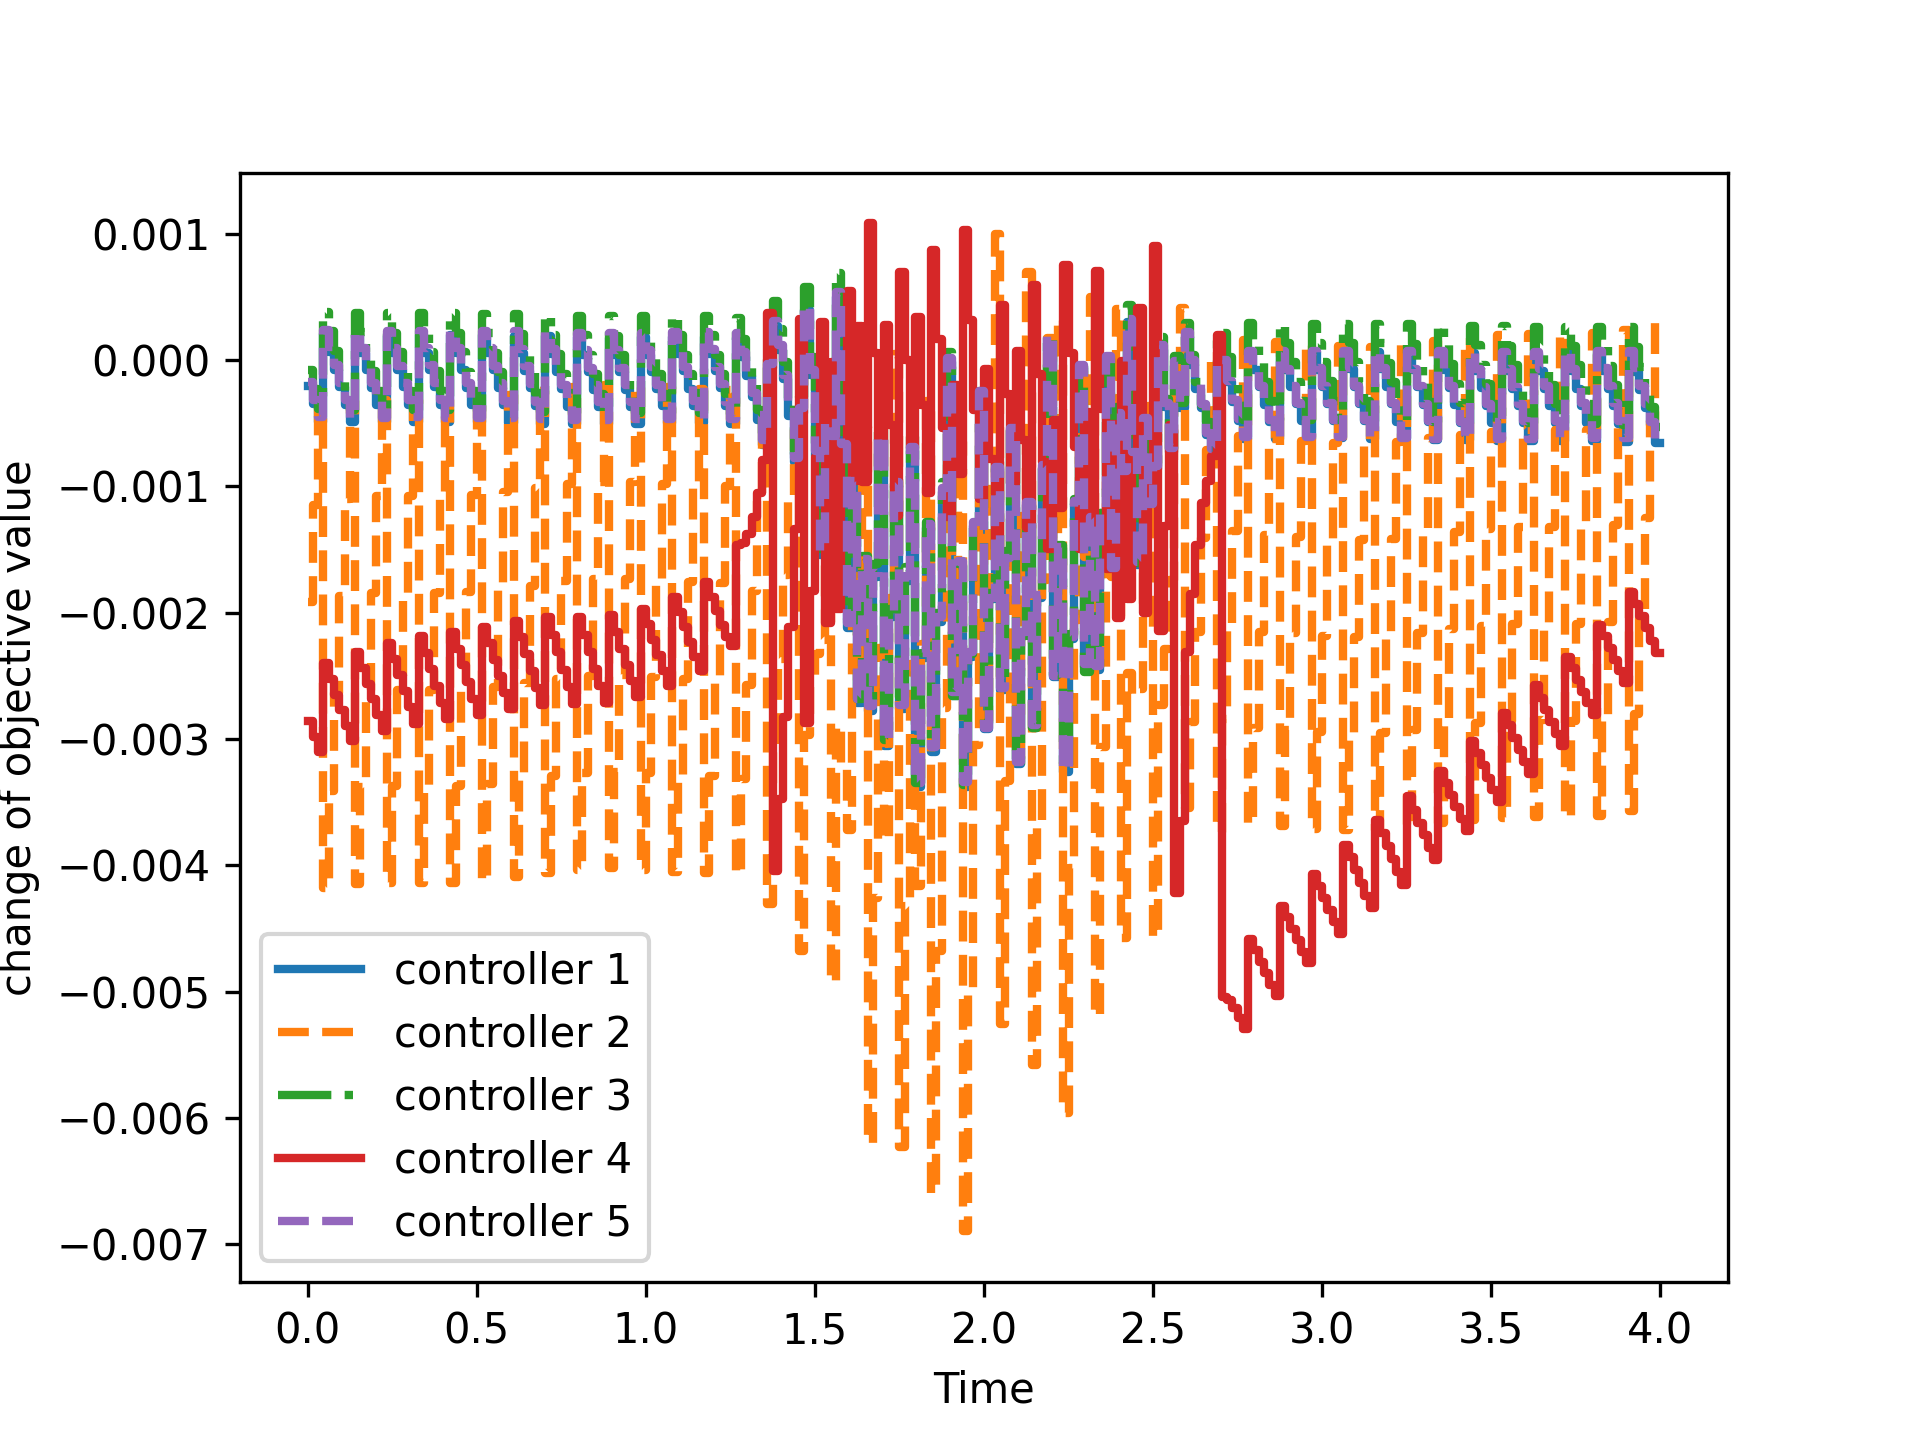 change of objective value
0.001
0.000
−0.001
−0.002
−0.003
−0.004
−0.005
−0.006
−0.007
controller 1
controller 2
controller 3
controller 4
controller 5
0.0 0.5 1.0 1.5 2.0 2.5 3.0 3.5 4.0
Time